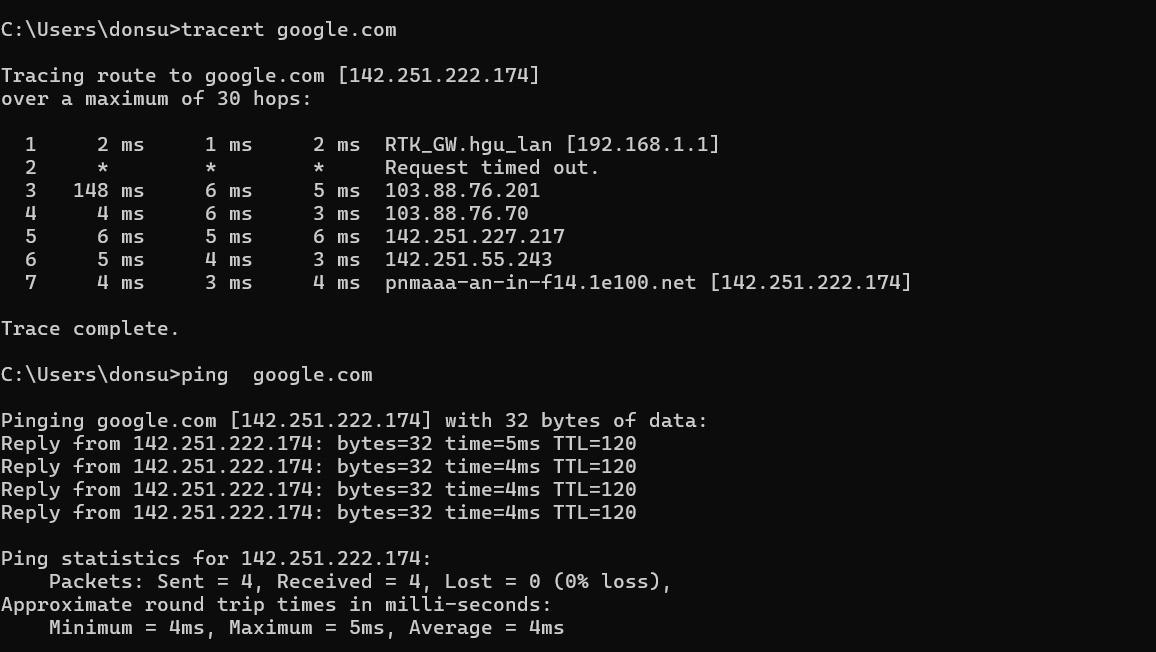 C:\Users\donsu>tracert google.com
Tracing route to google.com [142.251.222.174]
over a maximum of 30 hops:
1 2 ms 1 ms 2 ms RTK_GW.hgu_lan [192.168.1.1]
2 * * * Request timed out.
3 148 ms 6 ms 5 ms 103.88.76.201
4 4 ms 6 ms 3 ms 103.88.76.70
5 6 ms 5 ms 6 ms 142.251.227.217
6 5 ms 4 ms 3 ms 142.251.55.243
7 4 ms 3 ms 4 ms pnmaaa-an-in-f14.1e100.net [142.251.222.174]
Trace complete.
C:\Users\donsu>ping  google.com
Pinging google.com [142.251.222.174] with 32 bytes of data:
Reply from 142.251.222.174: bytes=32 time=5ms TTL=120
Reply from 142.251.222.174: bytes=32 time=4ms TTL=120
Reply from 142.251.222.174: bytes=32 time=4ms TTL=120
Reply from 142.251.222.174: bytes=32 time=4ms TTL=120
Ping statistics for 142.251.222.174:
Packets: Sent = 4, Received = 4, Lost = 0 (0% loss),
Approximate round trip times in milli-seconds:
Minimum = 4ms, Maximum = 5ms, Average = 4ms